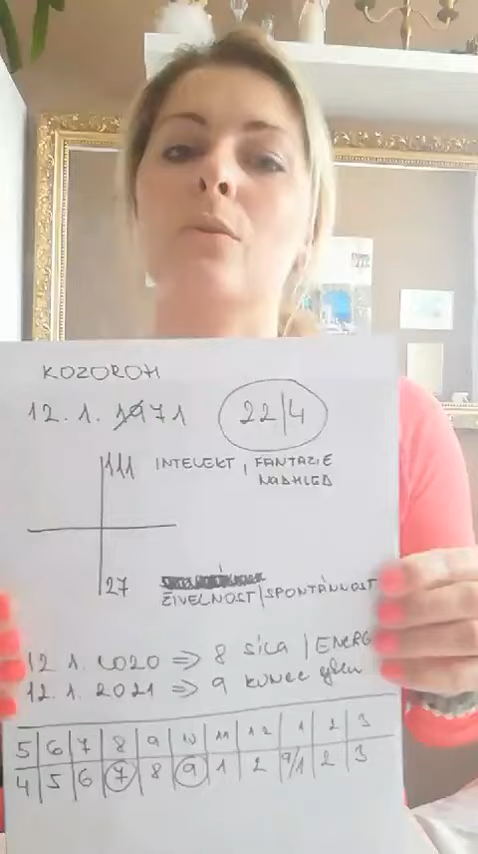 KOZOROH
12. 1. 1971 22/4
111 INTELEKT, FANTAZIE
NADHLED
27
ŽIVELNOST/SPONTÁNNOST
12. 1. 2020 => 8 SÍLA / ENERG
12. 1. 2021 => 9 KONEC
5 6 7 8 9 10 11 12 1 2 3
4 5 6 7 8 9 1 2 9/1 2 3